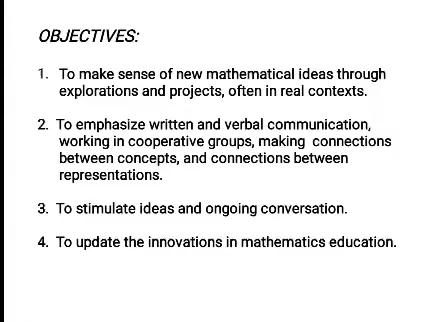 OBJECTIVES:
1. To make sense of new mathematical ideas through
explorations and projects, often in real contexts.
2. To emphasize written and verbal communication,
working in cooperative groups, making connections
between concepts, and connections between
representations.
3. To stimulate ideas and ongoing conversation.
4. To update the innovations in mathematics education.